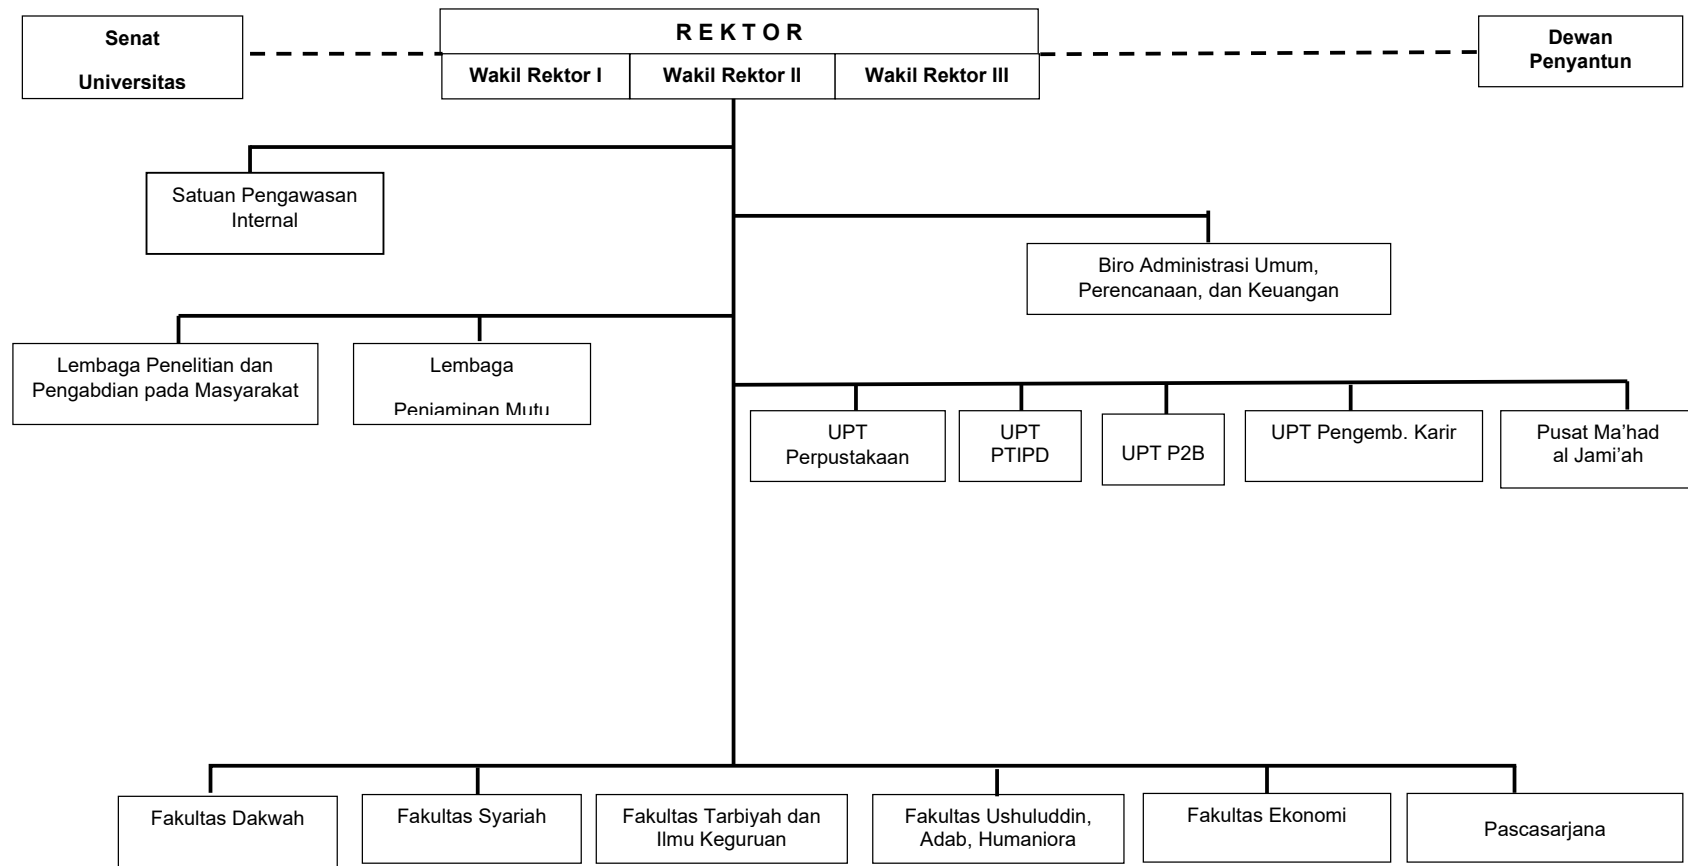 Senat
Universitas
R E K T O R
Wakil Rektor I
Wakil Rektor II
Wakil Rektor III
Dewan
Penyantun
Satuan Pengawasan
Internal
Biro Administrasi Umum,
Perencanaan, dan Keuangan
Lembaga Penelitian dan
Pengabdian pada Masyarakat
Lembaga
Penjaminan Mutu
UPT
Perpustakaan
UPT
PTIPD
UPT P2B
UPT Pengemb. Karir
Pusat Ma’had
al Jami’ah
Fakultas Dakwah
Fakultas Syariah
Fakultas Tarbiyah dan
Ilmu Keguruan
Fakultas Ushuluddin,
Adab, Humaniora
Fakultas Ekonomi
Pascasarjana